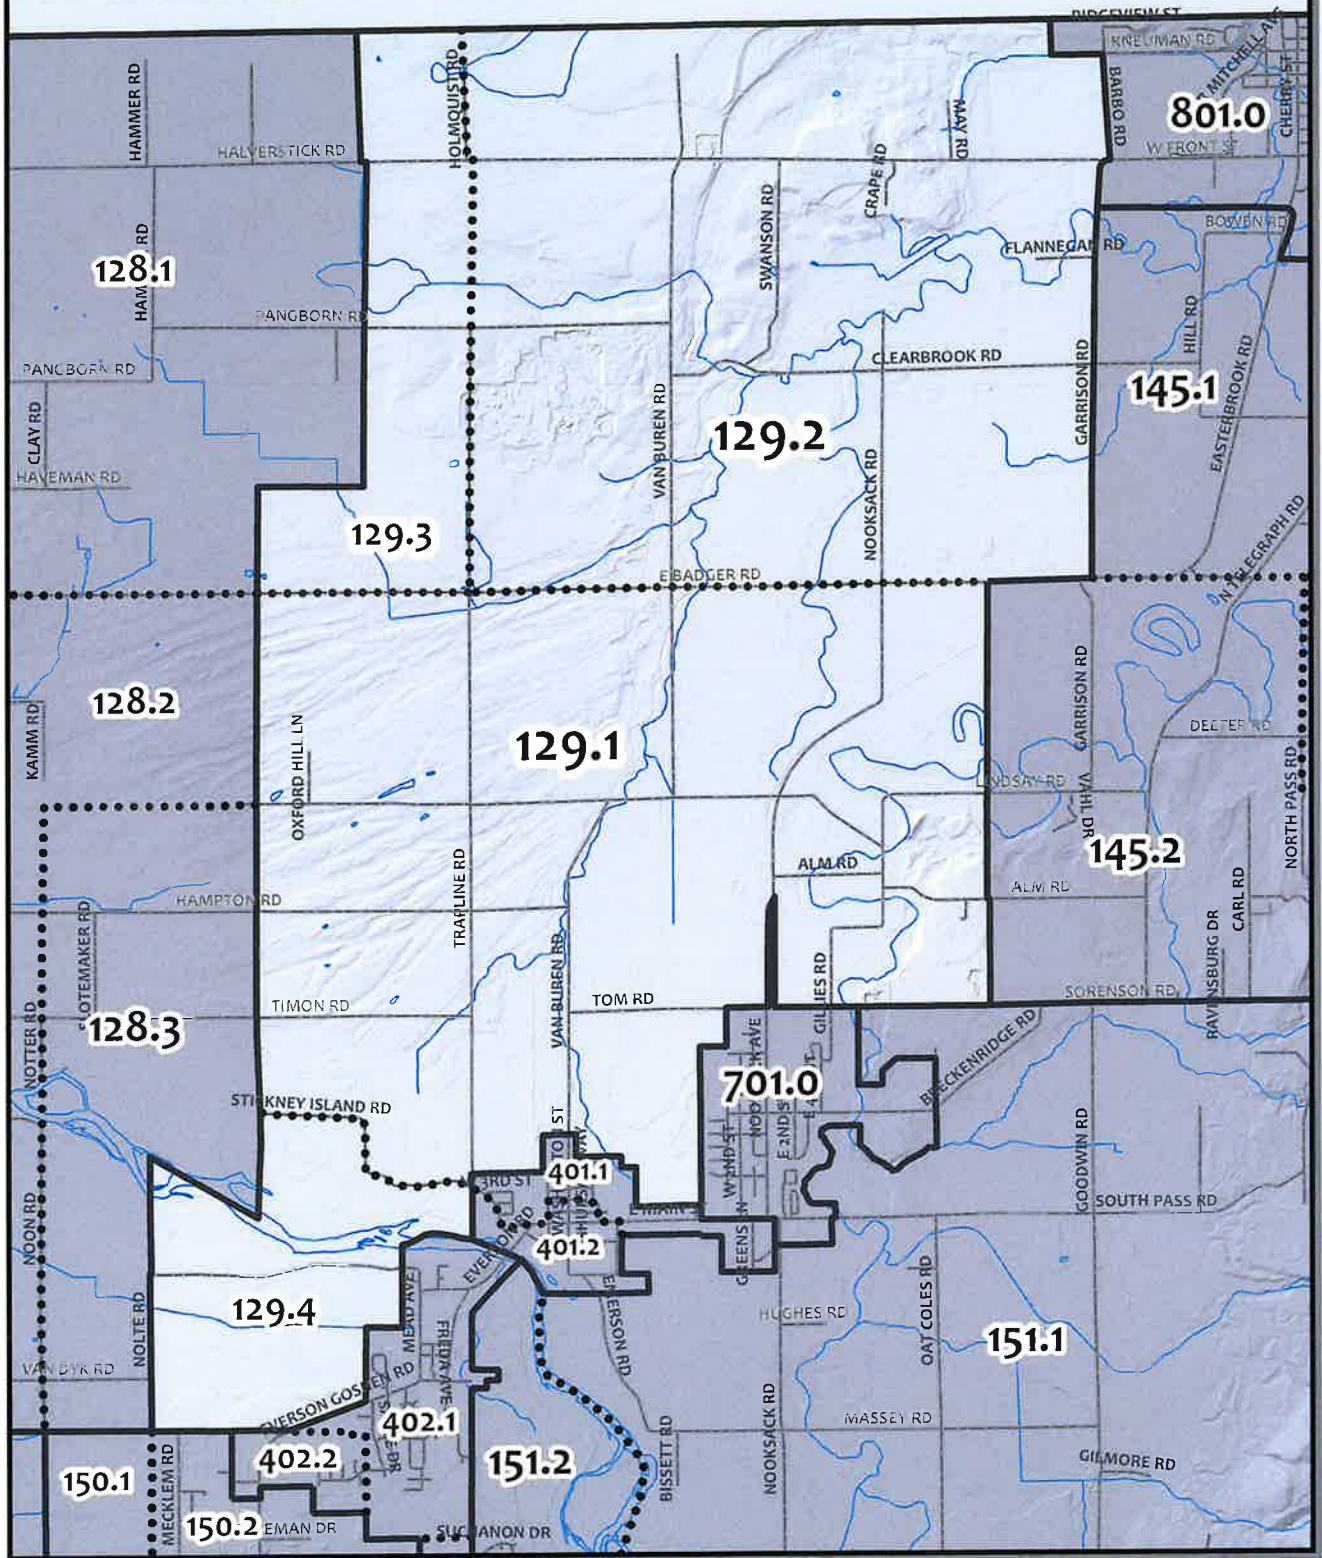 RIDGEVIEW ST
KNEUMAN RD
MITCHELL AVE
CHERRY ST
BARBO RD
801.0
W FRONT ST
HAMMER RD
HALVERSTICK RD
HOLMQUIST RD
MAY RD
CRAPE RD
SWANSON RD
BOWEN RD
FLANNEGAN RD
128.1
PANGBORN RD
HILL RD
CLEARBROOK RD
GARRISON RD
EASTERBROOK RD
145.1
PANGBORN RD
CLAY RD
VAN BUREN RD
129.2
HAVEMAN RD
NOOKSACK RD
129.3
N TELEGRAPH RD
E BADGER RD
128.2
KAMM RD
OXFORD HILL LN
129.1
GARRISON RD
DEETER RD
LINDSAY RD
VAHL DR
NORTH PASS RD
145.2
ALM RD
ALM RD
CARL RD
HAMPTON RD
TRAPLINE RD
SLOTEMAKER RD
VAN BUREN RD
GILLIES RD
RAVENSBURG DR
TIMON RD
TOM RD
SORENSON RD
128.3
NOTTER RD
701.0
BRECKENRIDGE RD
STICKNEY ISLAND RD
E 2ND ST
W 2ND ST
GOODWIN RD
SOUTH PASS RD
401.1
3RD ST
E MAIN ST
401.2
NOON RD
EVERSON RD
EMERSON RD
129.4
NOLTE RD
MEAD AVE
FREDA AVE
HUGHES RD
OAT COLES RD
151.1
VAN DYK RD
EVERSON GOSHEN RD
402.1
MASSEY RD
402.2
151.2
BISSETT RD
NOOKSACK RD
GILMORE RD
150.1
MECKLEM RD
150.2
EMAN DR